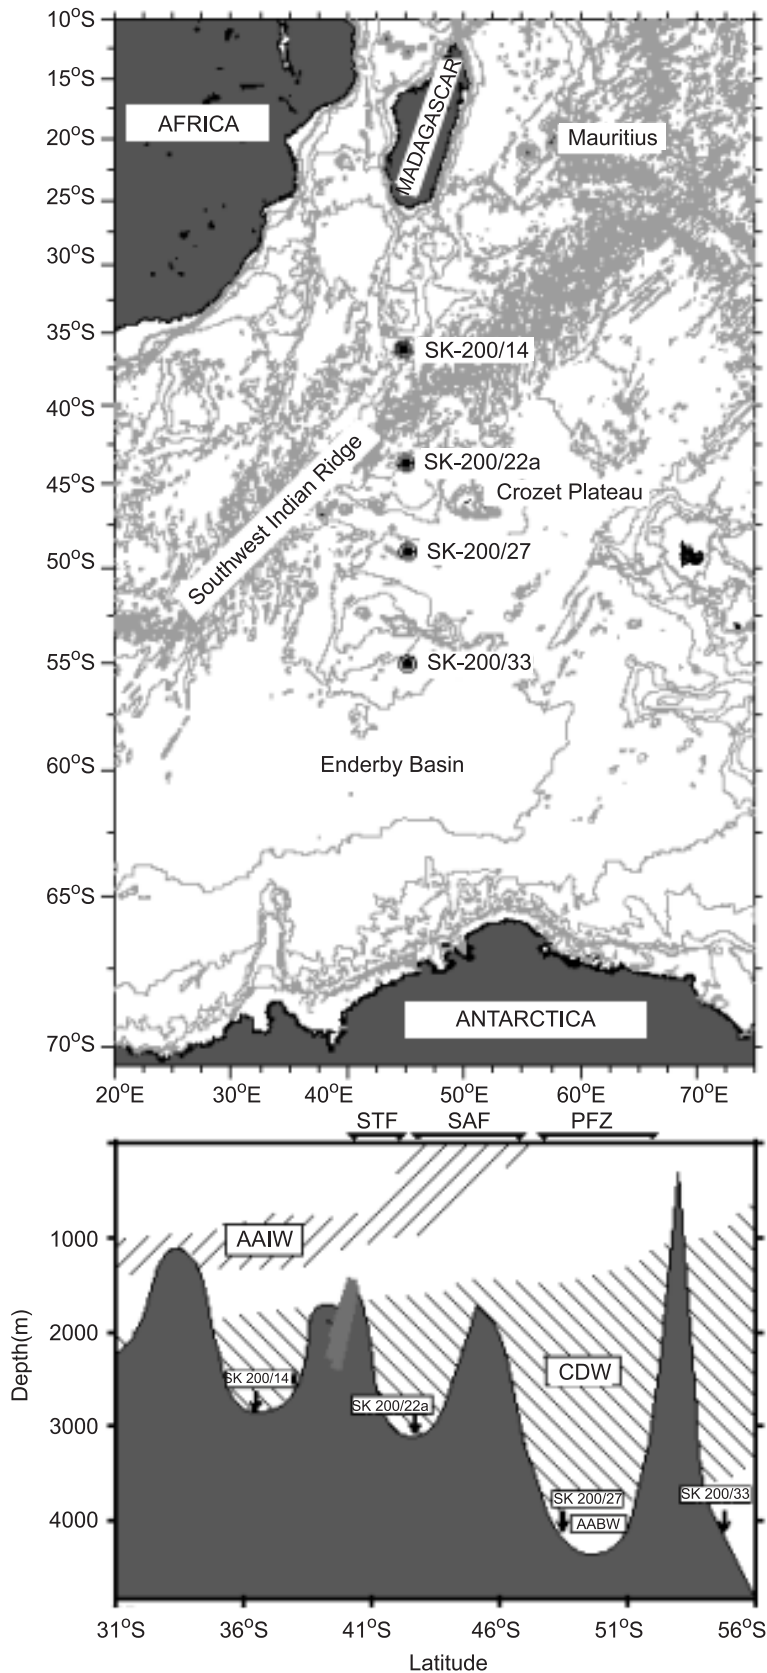 10°S
15°S
20°S
25°S
30°S
35°S
40°S
45°S
50°S
55°S
60°S
65°S
70°S
AFRICA
MADAGASCAR
Mauritius
SK-200/14
SK-200/22a
Southwest Indian Ridge
Crozet Plateau
SK-200/27
SK-200/33
Enderby Basin
ANTARCTICA
20°E 30°E 40°E 50°E 60°E 70°E
STF SAF PFZ
1000
2000
3000
4000
Depth(m)
AAIW
CDW
SK 200/14
SK 200/22a
SK 200/27
AABW
SK 200/33
31°S 36°S 41°S 46°S 51°S 56°S
Latitude